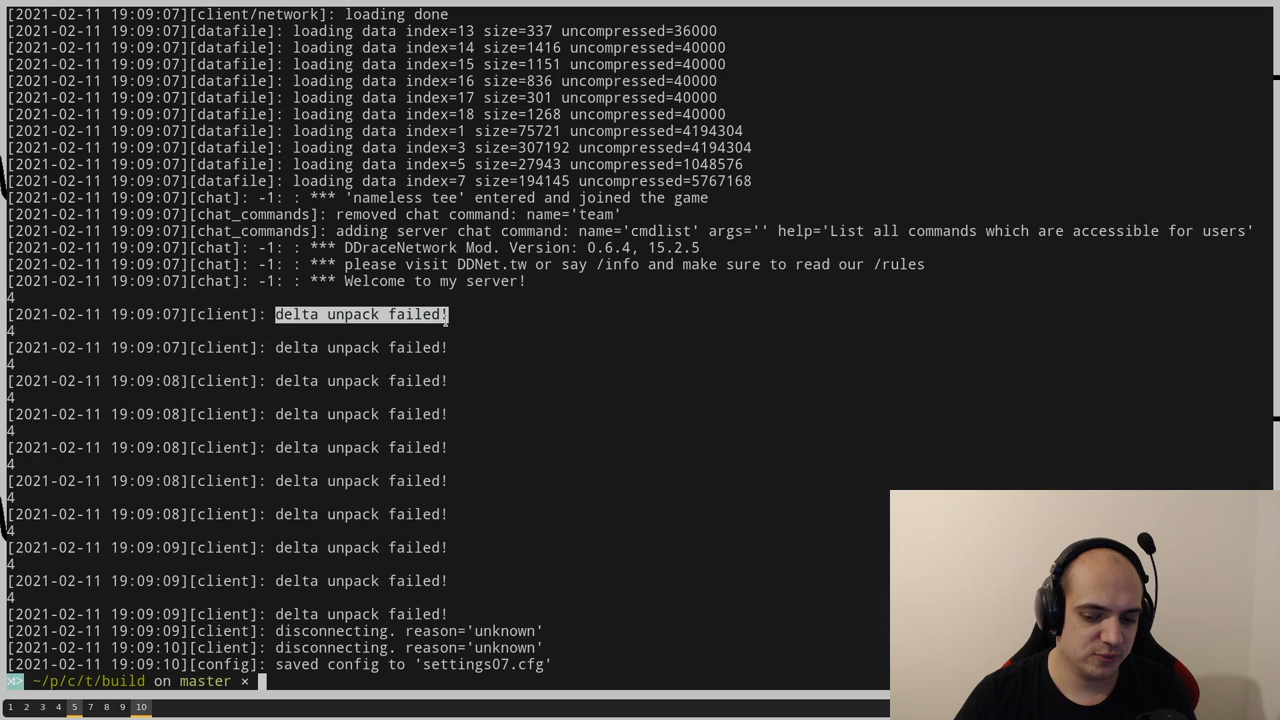 [2021-02-11 19:09:07][client/network]: loading done
[2021-02-11 19:09:07][datafile]: loading data index=13 size=337 uncompressed=36000
[2021-02-11 19:09:07][datafile]: loading data index=14 size=1416 uncompressed=40000
[2021-02-11 19:09:07][datafile]: loading data index=15 size=1151 uncompressed=40000
[2021-02-11 19:09:07][datafile]: loading data index=16 size=836 uncompressed=40000
[2021-02-11 19:09:07][datafile]: loading data index=17 size=301 uncompressed=40000
[2021-02-11 19:09:07][datafile]: loading data index=18 size=1268 uncompressed=40000
[2021-02-11 19:09:07][datafile]: loading data index=1 size=75721 uncompressed=4194304
[2021-02-11 19:09:07][datafile]: loading data index=3 size=307192 uncompressed=4194304
[2021-02-11 19:09:07][datafile]: loading data index=5 size=27943 uncompressed=1048576
[2021-02-11 19:09:07][datafile]: loading data index=7 size=194145 uncompressed=5767168
[2021-02-11 19:09:07][chat]: -1: : *** 'nameless tee' entered and joined the game
[2021-02-11 19:09:07][chat_commands]: removed chat command: name='team'
[2021-02-11 19:09:07][chat_commands]: adding server chat command: name='cmdlist' args='' help='List all commands which are accessible for users'
[2021-02-11 19:09:07][chat]: -1: : *** DDraceNetwork Mod. Version: 0.6.4, 15.2.5
[2021-02-11 19:09:07][chat]: -1: : *** please visit DDNet.tw or say /info and make sure to read our /rules
[2021-02-11 19:09:07][chat]: -1: : *** Welcome to my server!
4
[2021-02-11 19:09:07][client]: delta unpack failed!
4
[2021-02-11 19:09:07][client]: delta unpack failed!
4
[2021-02-11 19:09:08][client]: delta unpack failed!
4
[2021-02-11 19:09:08][client]: delta unpack failed!
4
[2021-02-11 19:09:08][client]: delta unpack failed!
4
[2021-02-11 19:09:08][client]: delta unpack failed!
4
[2021-02-11 19:09:08][client]: delta unpack failed!
4
[2021-02-11 19:09:09][client]: delta unpack failed!
4
[2021-02-11 19:09:09][client]: delta unpack failed!
4
[2021-02-11 19:09:09][client]: delta unpack failed!
[2021-02-11 19:09:09][client]: disconnecting. reason='unknown'
[2021-02-11 19:09:10][client]: disconnecting. reason='unknown'
[2021-02-11 19:09:10][config]: saved config to 'settings07.cfg'
~/p/c/t/build on master ×
1 2 3 4 5 6 7 8 9 10